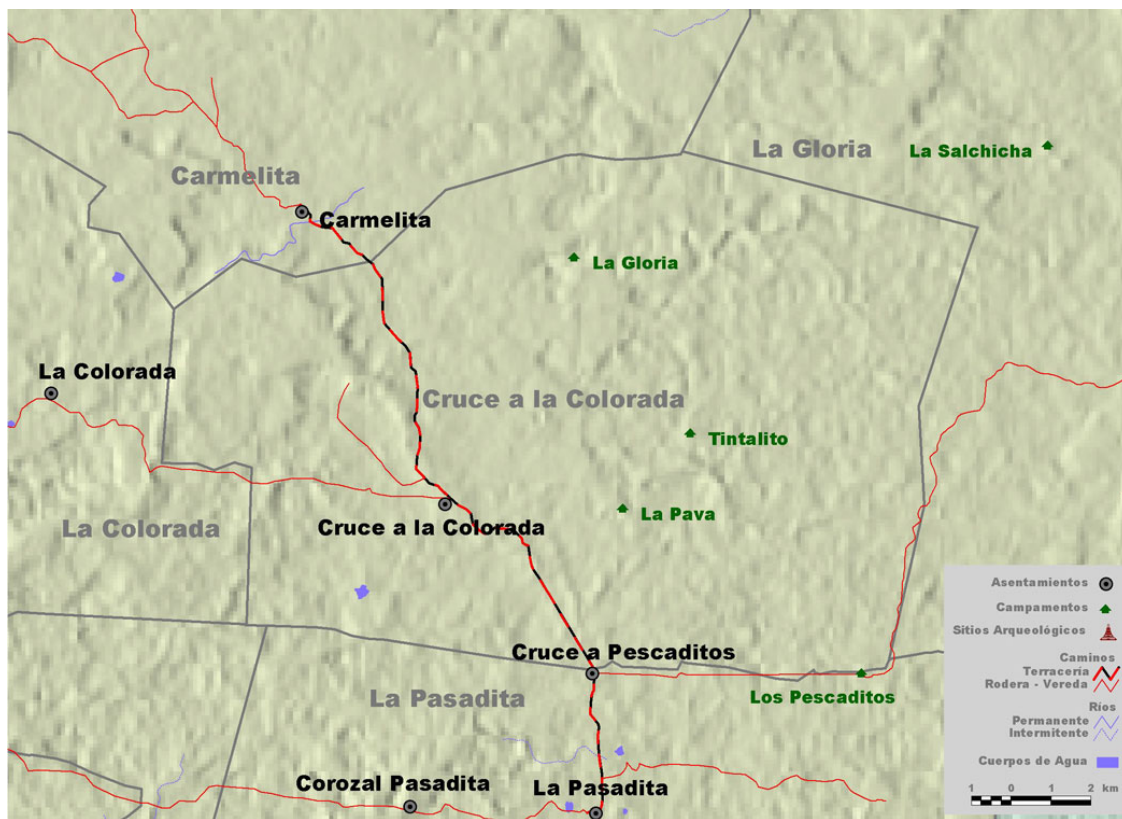 La Gloria
La Salchicha
Carmelita
Carmelita
La Gloria
La Colorada
Cruce a la Colorada
Tintalito
La Pava
La Colorada
Cruce a la Colorada
Cruce a Pescaditos
La Pasadita
Los Pescaditos
Corozal Pasadita
La Pasadita
Asentamientos
Campamentos
Sitios Arqueológicos
Caminos
Terracería
Rodera - Vereda
Ríos
Permanente
Intermitente
Cuerpos de Agua
1 0 1 2 km